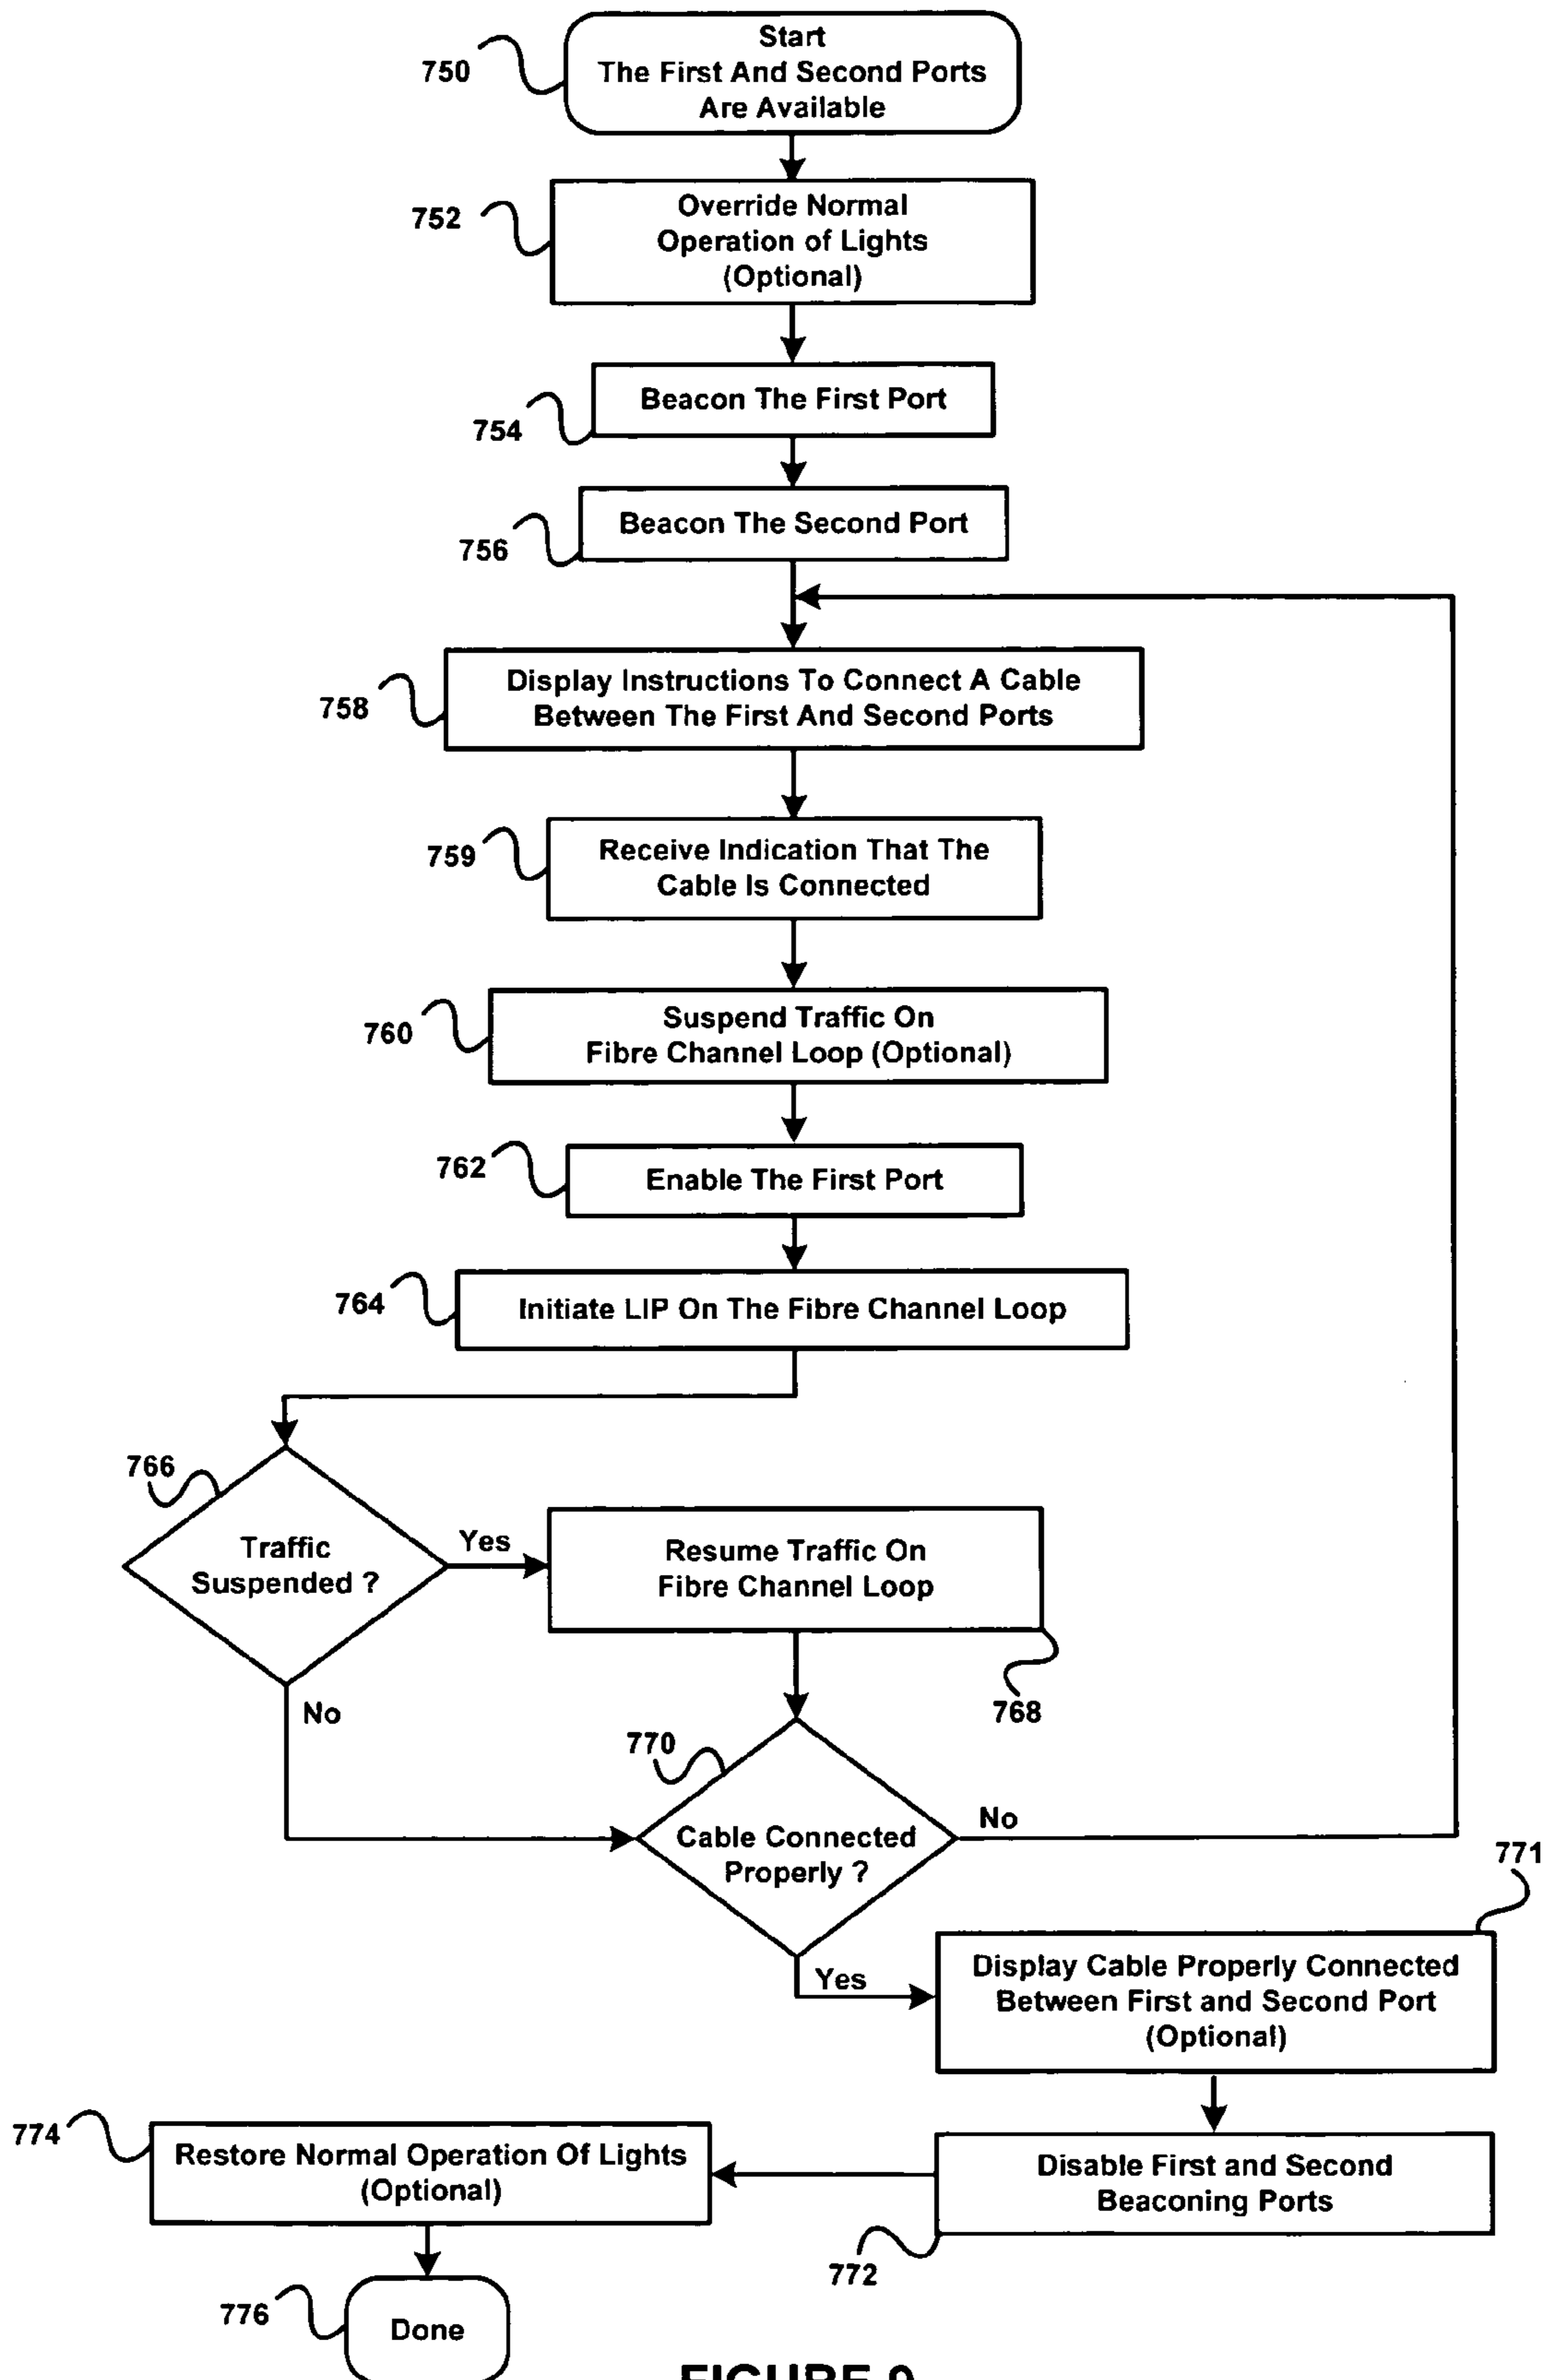 Start
The First And Second Ports
Are Available
750
Override Normal
Operation of Lights
(Optional)
752
Beacon The First Port
754
Beacon The Second Port
756
Display Instructions To Connect A Cable
Between The First And Second Ports
758
Receive Indication That The
Cable Is Connected
759
Suspend Traffic On
Fibre Channel Loop (Optional)
760
Enable The First Port
762
Initiate LIP On The Fibre Channel Loop
764
766
Traffic
Suspended ?
Yes
Resume Traffic On
Fibre Channel Loop
768
No
770
Cable Connected
Properly ?
No
771
Yes
Display Cable Properly Connected
Between First and Second Port
(Optional)
Disable First and Second
Beaconing Ports
772
774
Restore Normal Operation Of Lights
(Optional)
776
Done
FIGURE 9